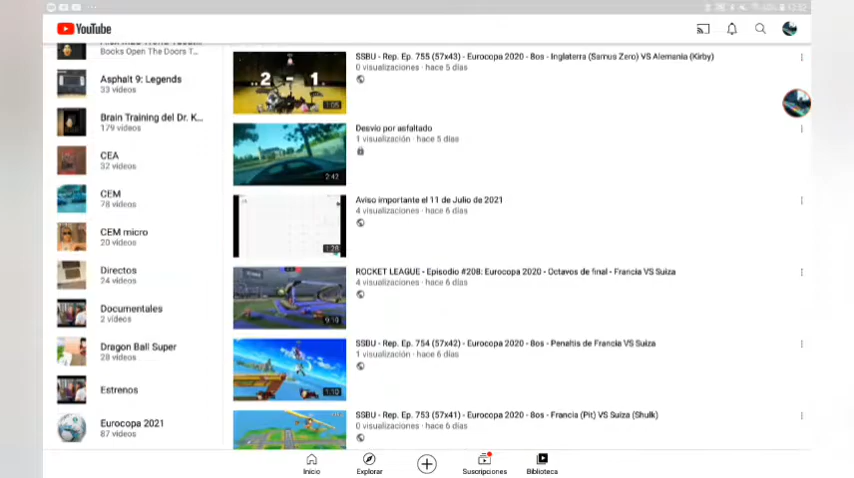 YouTube
Books Open The Doors T...
Asphalt 9: Legends
33 vídeos
Brain Training del Dr. K...
179 vídeos
CEA
32 vídeos
CEM
78 vídeos
CEM micro
20 vídeos
Directos
24 vídeos
Documentales
2 vídeos
Dragon Ball Super
28 vídeos
Estrenos
Eurocopa 2021
87 vídeos
2 - 1
1:05
SSBU - Rep. Ep. 755 (57x43) - Eurocopa 2020 - 8os - Inglaterra (Samus Zero) VS Alemania (Kirby)
0 visualizaciones · hace 5 días
2:42
Desvío por asfaltado
1 visualización · hace 5 días
1:28
Aviso importante el 11 de Julio de 2021
4 visualizaciones · hace 6 días
9:19
ROCKET LEAGUE - Episodio #208: Eurocopa 2020 - Octavos de final - Francia VS Suiza
4 visualizaciones · hace 6 días
1:10
SSBU - Rep. Ep. 754 (57x42) - Eurocopa 2020 - 8os - Penaltis de Francia VS Suiza
1 visualización · hace 6 días
SSBU - Rep. Ep. 753 (57x41) - Eurocopa 2020 - 8os - Francia (Pit) VS Suiza (Shulk)
0 visualizaciones · hace 6 días
Inicio
Explorar
Suscripciones
Biblioteca